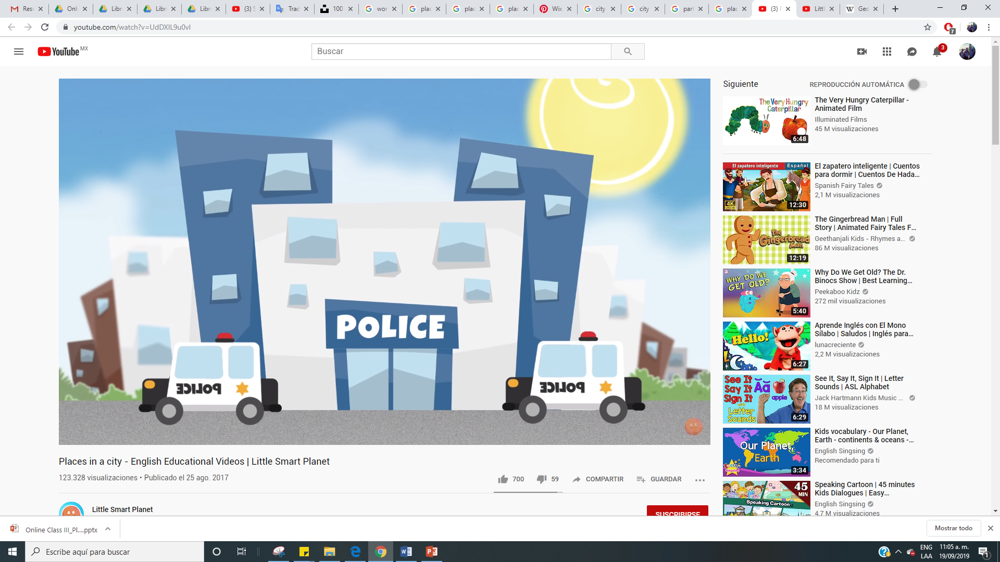 Resu
Onli
Libr
Libr
Libr
(3) S
Trad
100
wor
plac
plac
plac
Wix
city
city
part
plac
(3) P
Littl
Geo
youtube.com/watch?v=UdDXIL9u0vI
7
YouTube MX
Buscar
3
POLICE
POLICE
POLICE
Places in a city - English Educational Videos | Little Smart Planet
123.328 visualizaciones • Publicado el 25 ago. 2017
700
59
COMPARTIR
GUARDAR
Little Smart Planet
SUSCRIBIRSE
Siguiente
REPRODUCCIÓN AUTOMÁTICA
The Very Hungry
Caterpillar
6:48
The Very Hungry Caterpillar -
Animated Film
Illuminated Films
45 M visualizaciones
El zapatero inteligente
Español
4K
12:30
El zapatero inteligente | Cuentos
para dormir | Cuentos De Hada...
Spanish Fairy Tales
2,1 M visualizaciones
The
Gingerbread
Man
12:19
The Gingerbread Man | Full
Story | Animated Fairy Tales F...
Geethanjali Kids - Rhymes a...
86 M visualizaciones
WHY DO WE
GET OLD?
5:40
Why Do We Get Old? The Dr.
Binocs Show | Best Learning...
Peekaboo Kidz
272 mil visualizaciones
Hello!
6:27
Aprende Inglés con El Mono
Sílabo | Saludos | Inglés para...
lunacreciente
2,2 M visualizaciones
See It
Say It
Sign It
with
Letter
Sounds
Aă
apple
6:29
See It, Say It, Sign It | Letter
Sounds | ASL Alphabet
Jack Hartmann Kids Music ...
18 M visualizaciones
Our Planet,
Earth
English
Singsing
3:34
Kids vocabulary - Our Planet,
Earth - continents & oceans -...
English Singsing
Recomendado para ti
45
MIN
Speaking Cartoon
Speaking Cartoon | 45 minutes
Kids Dialogues | Easy...
English Singsing
4,7 M visualizaciones
Online Class III_Pl....pptx
Mostrar todo
Escribe aquí para buscar
ENG
LAA
11:05 a. m.
19/09/2019
1